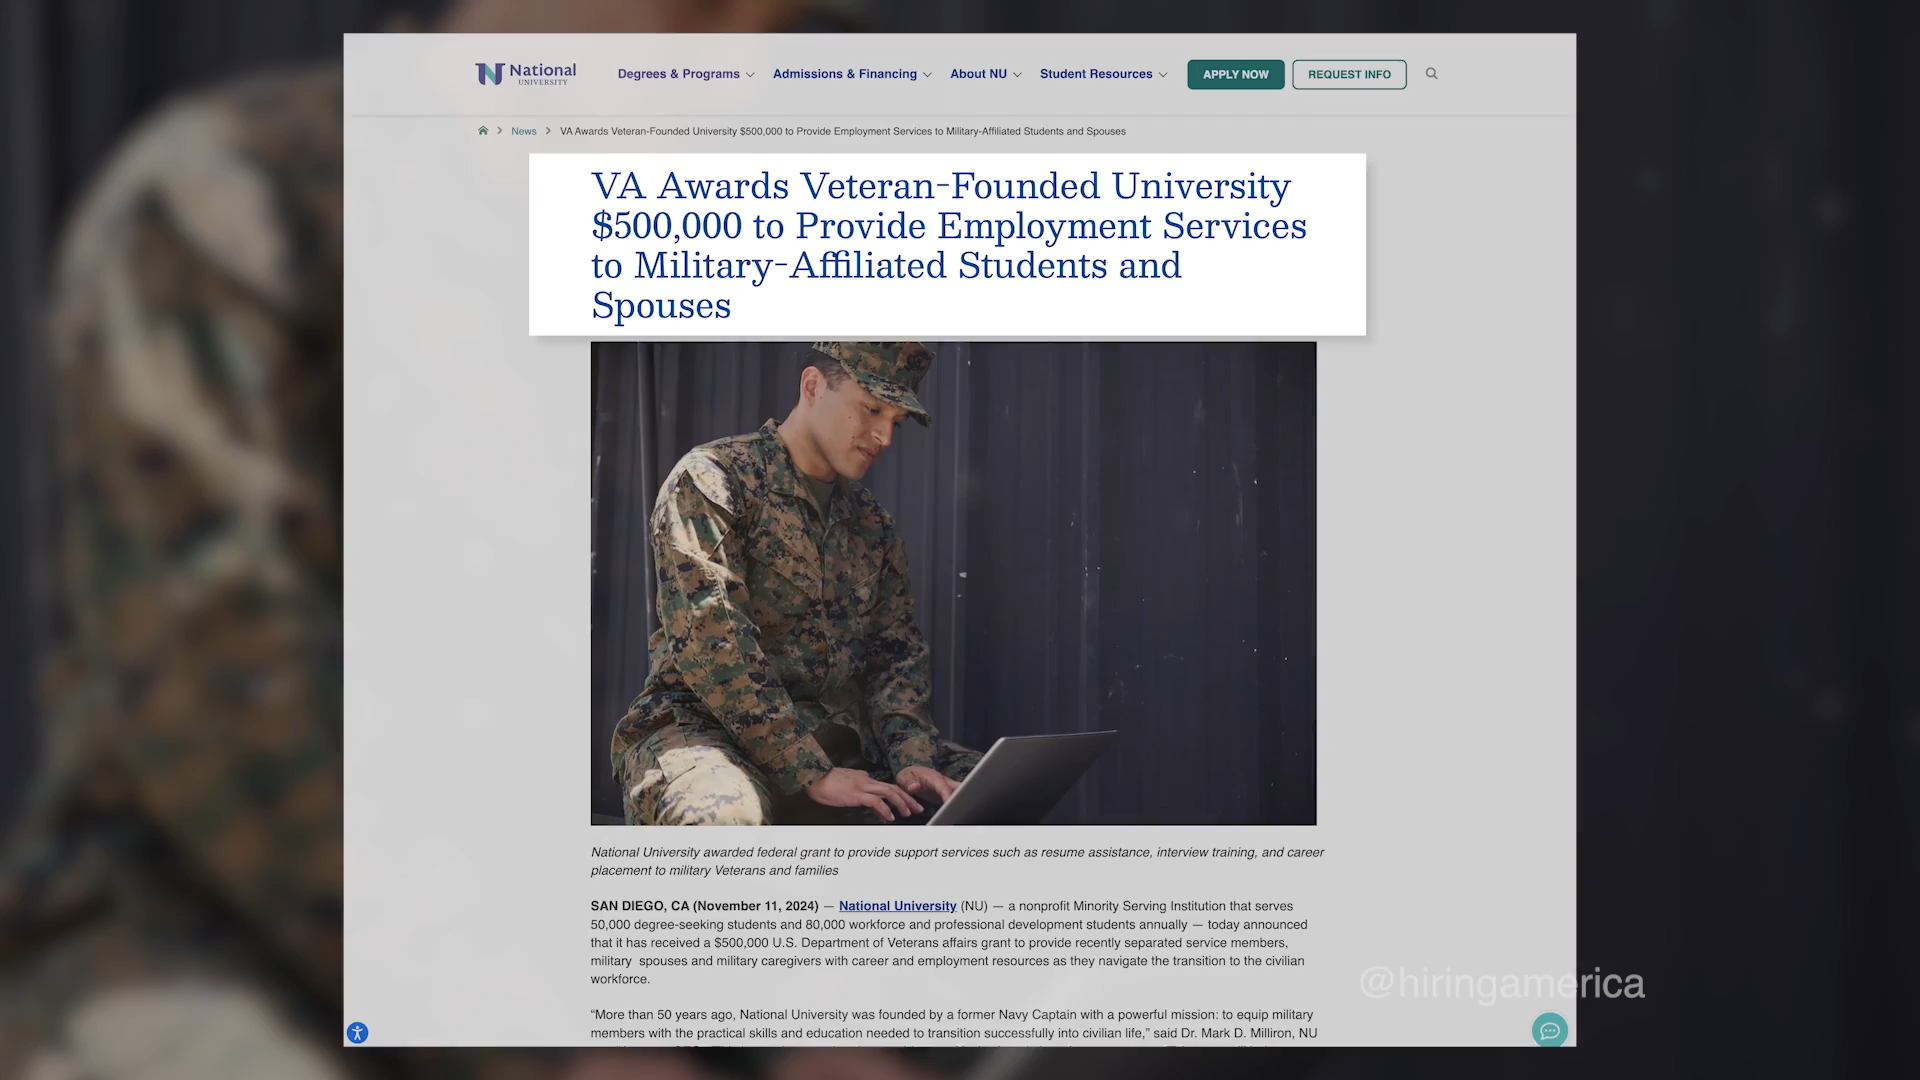 National
UNIVERSITY
Degrees & Programs
Admissions & Financing
About NU
Student Resources
APPLY NOW
REQUEST INFO
News
VA Awards Veteran-Founded University $500,000 to Provide Employment Services to Military-Affiliated Students and Spouses
VA Awards Veteran-Founded University
$500,000 to Provide Employment Services
to Military-Affiliated Students and
Spouses
National University awarded federal grant to provide support services such as resume assistance, interview training, and career
placement to military Veterans and families
SAN DIEGO, CA (November 11, 2024) — National University (NU) — a nonprofit Minority Serving Institution that serves
50,000 degree-seeking students and 80,000 workforce and professional development students annually — today announced
that it has received a $500,000 U.S. Department of Veterans affairs grant to provide recently separated service members,
military spouses and military caregivers with career and employment resources as they navigate the transition to the civilian
workforce.
@hiringamerica
“More than 50 years ago, National University was founded by a former Navy Captain with a powerful mission: to equip military
members with the practical skills and education needed to transition successfully into civilian life,” said Dr. Mark D. Milliron, NU